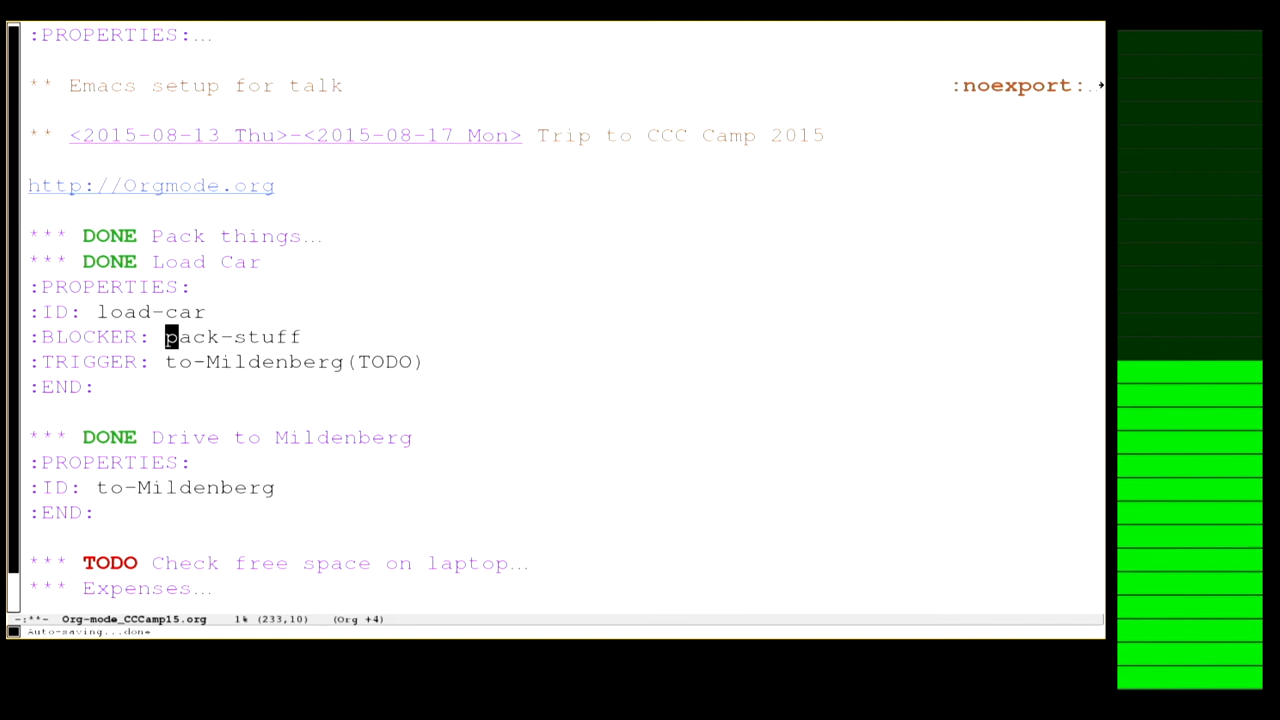 :PROPERTIES:...
** Emacs setup for talk :noexport:..
** <2015-08-13 Thu>-<2015-08-17 Mon> Trip to CCC Camp 2015
http://Orgmode.org
*** DONE Pack things...
*** DONE Load Car
:PROPERTIES:
:ID: load-car
:BLOCKER: pack-stuff
:TRIGGER: to-Mildenberg(TODO)
:END:
*** DONE Drive to Mildenberg
:PROPERTIES:
:ID: to-Mildenberg
:END:
*** TODO Check free space on laptop...
*** Expenses...
-:**- Org-mode_CCCamp15.org 1% (233,10) (Org +4)
Auto-saving...done